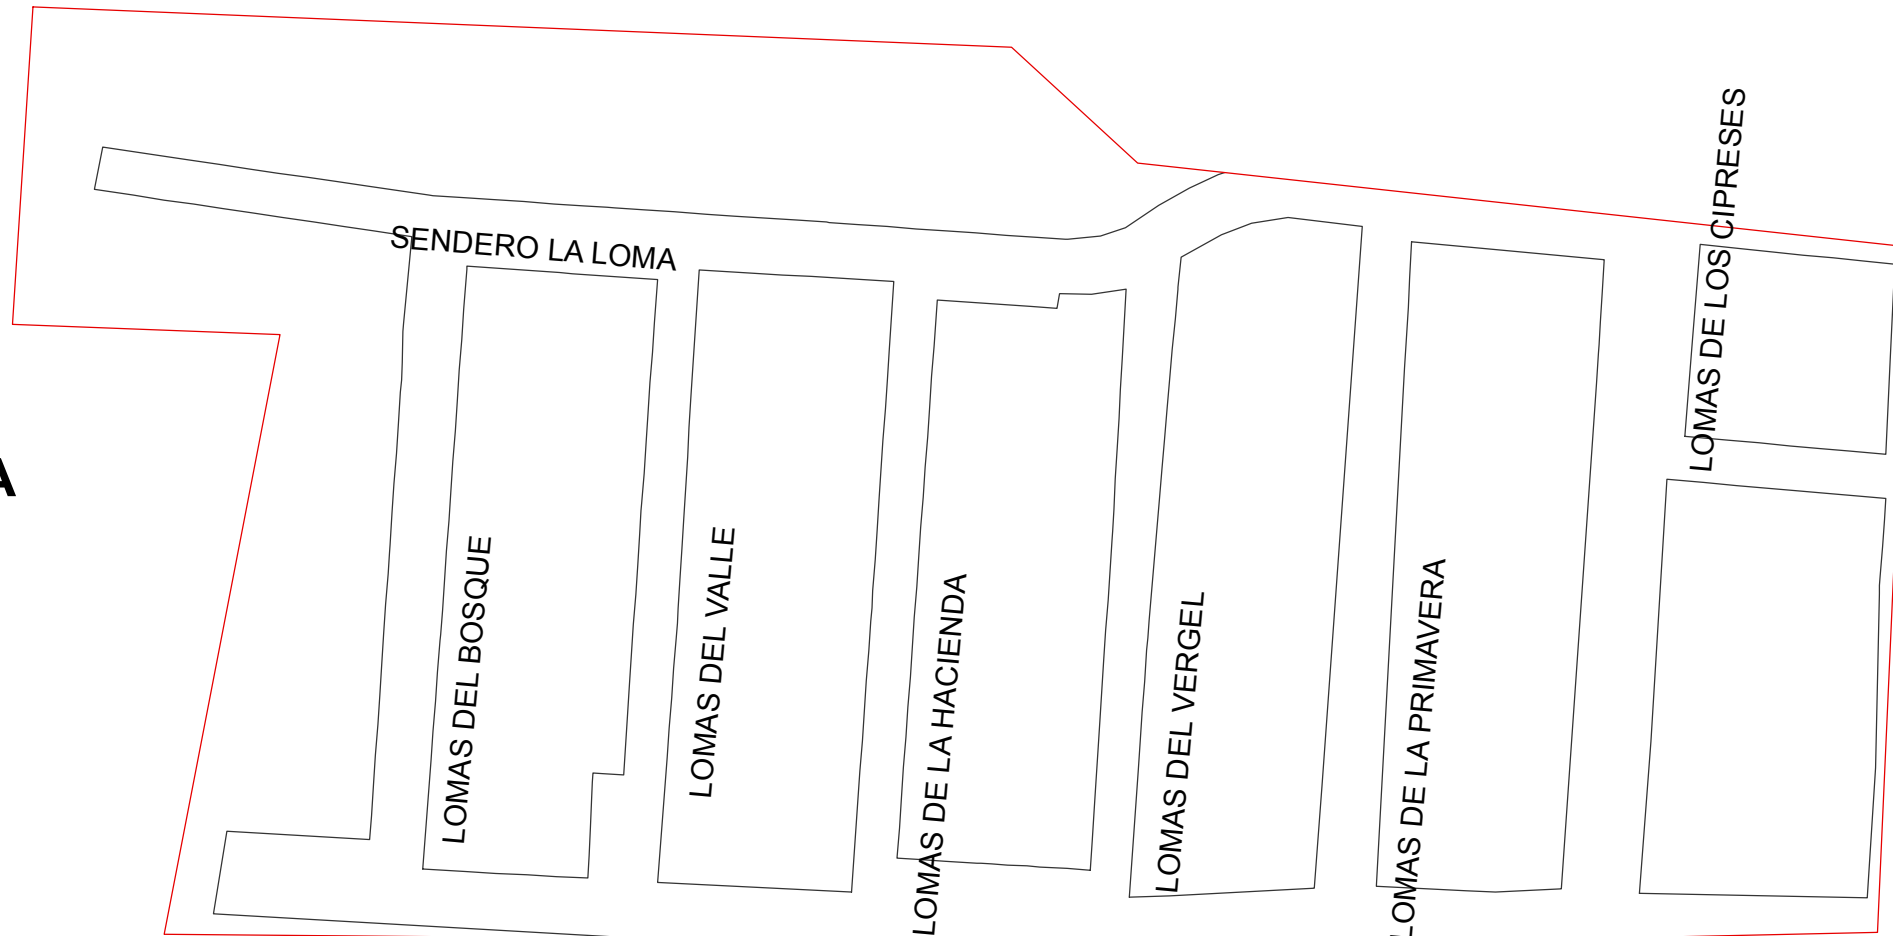 LOMAS DE LOS CIPRESES
SENDERO LA LOMA
A
LOMAS DEL BOSQUE
LOMAS DEL VALLE
LOMAS DE LA HACIENDA
LOMAS DEL VERGEL
LOMAS DE LA PRIMAVERA